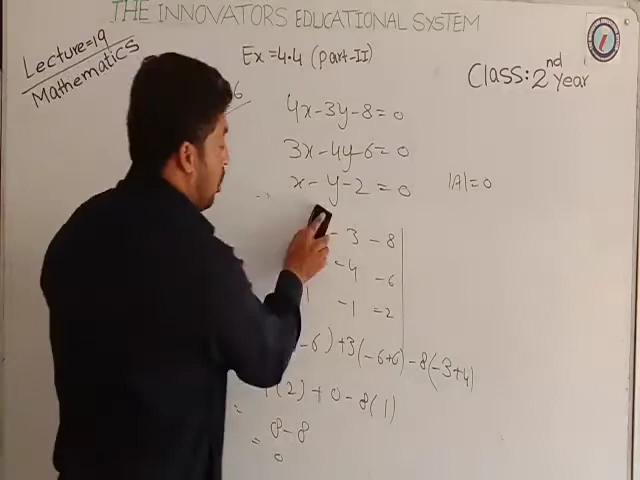 THE INNOVATORS EDUCATIONAL SYSTEM
Lecture=19
Mathematics
Ex=4.4 (part-II)
Class: 2nd year
6
4x-3y-8=0
3x-4y-6=0
x-y-2=0 |A|=0
-3 -8
-4 -6
-1 -2
-6)+3(-6+6)-8(-3+4)
(2)+0-8(1)
=
= 8-8
0